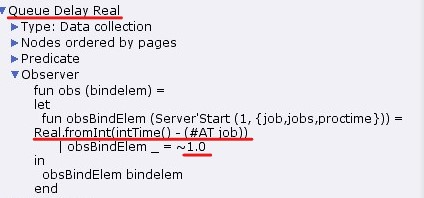 Queue Delay Real
Type: Data collection
Nodes ordered by pages
Predicate
Observer
fun obs (bindelem) =
let
fun obsBindElem (Server'Start (1, {job,jobs,proctime})) =
Real.fromInt(intTime() - (#AT job))
| obsBindElem _ = ~1.0
in
obsBindElem bindelem
end